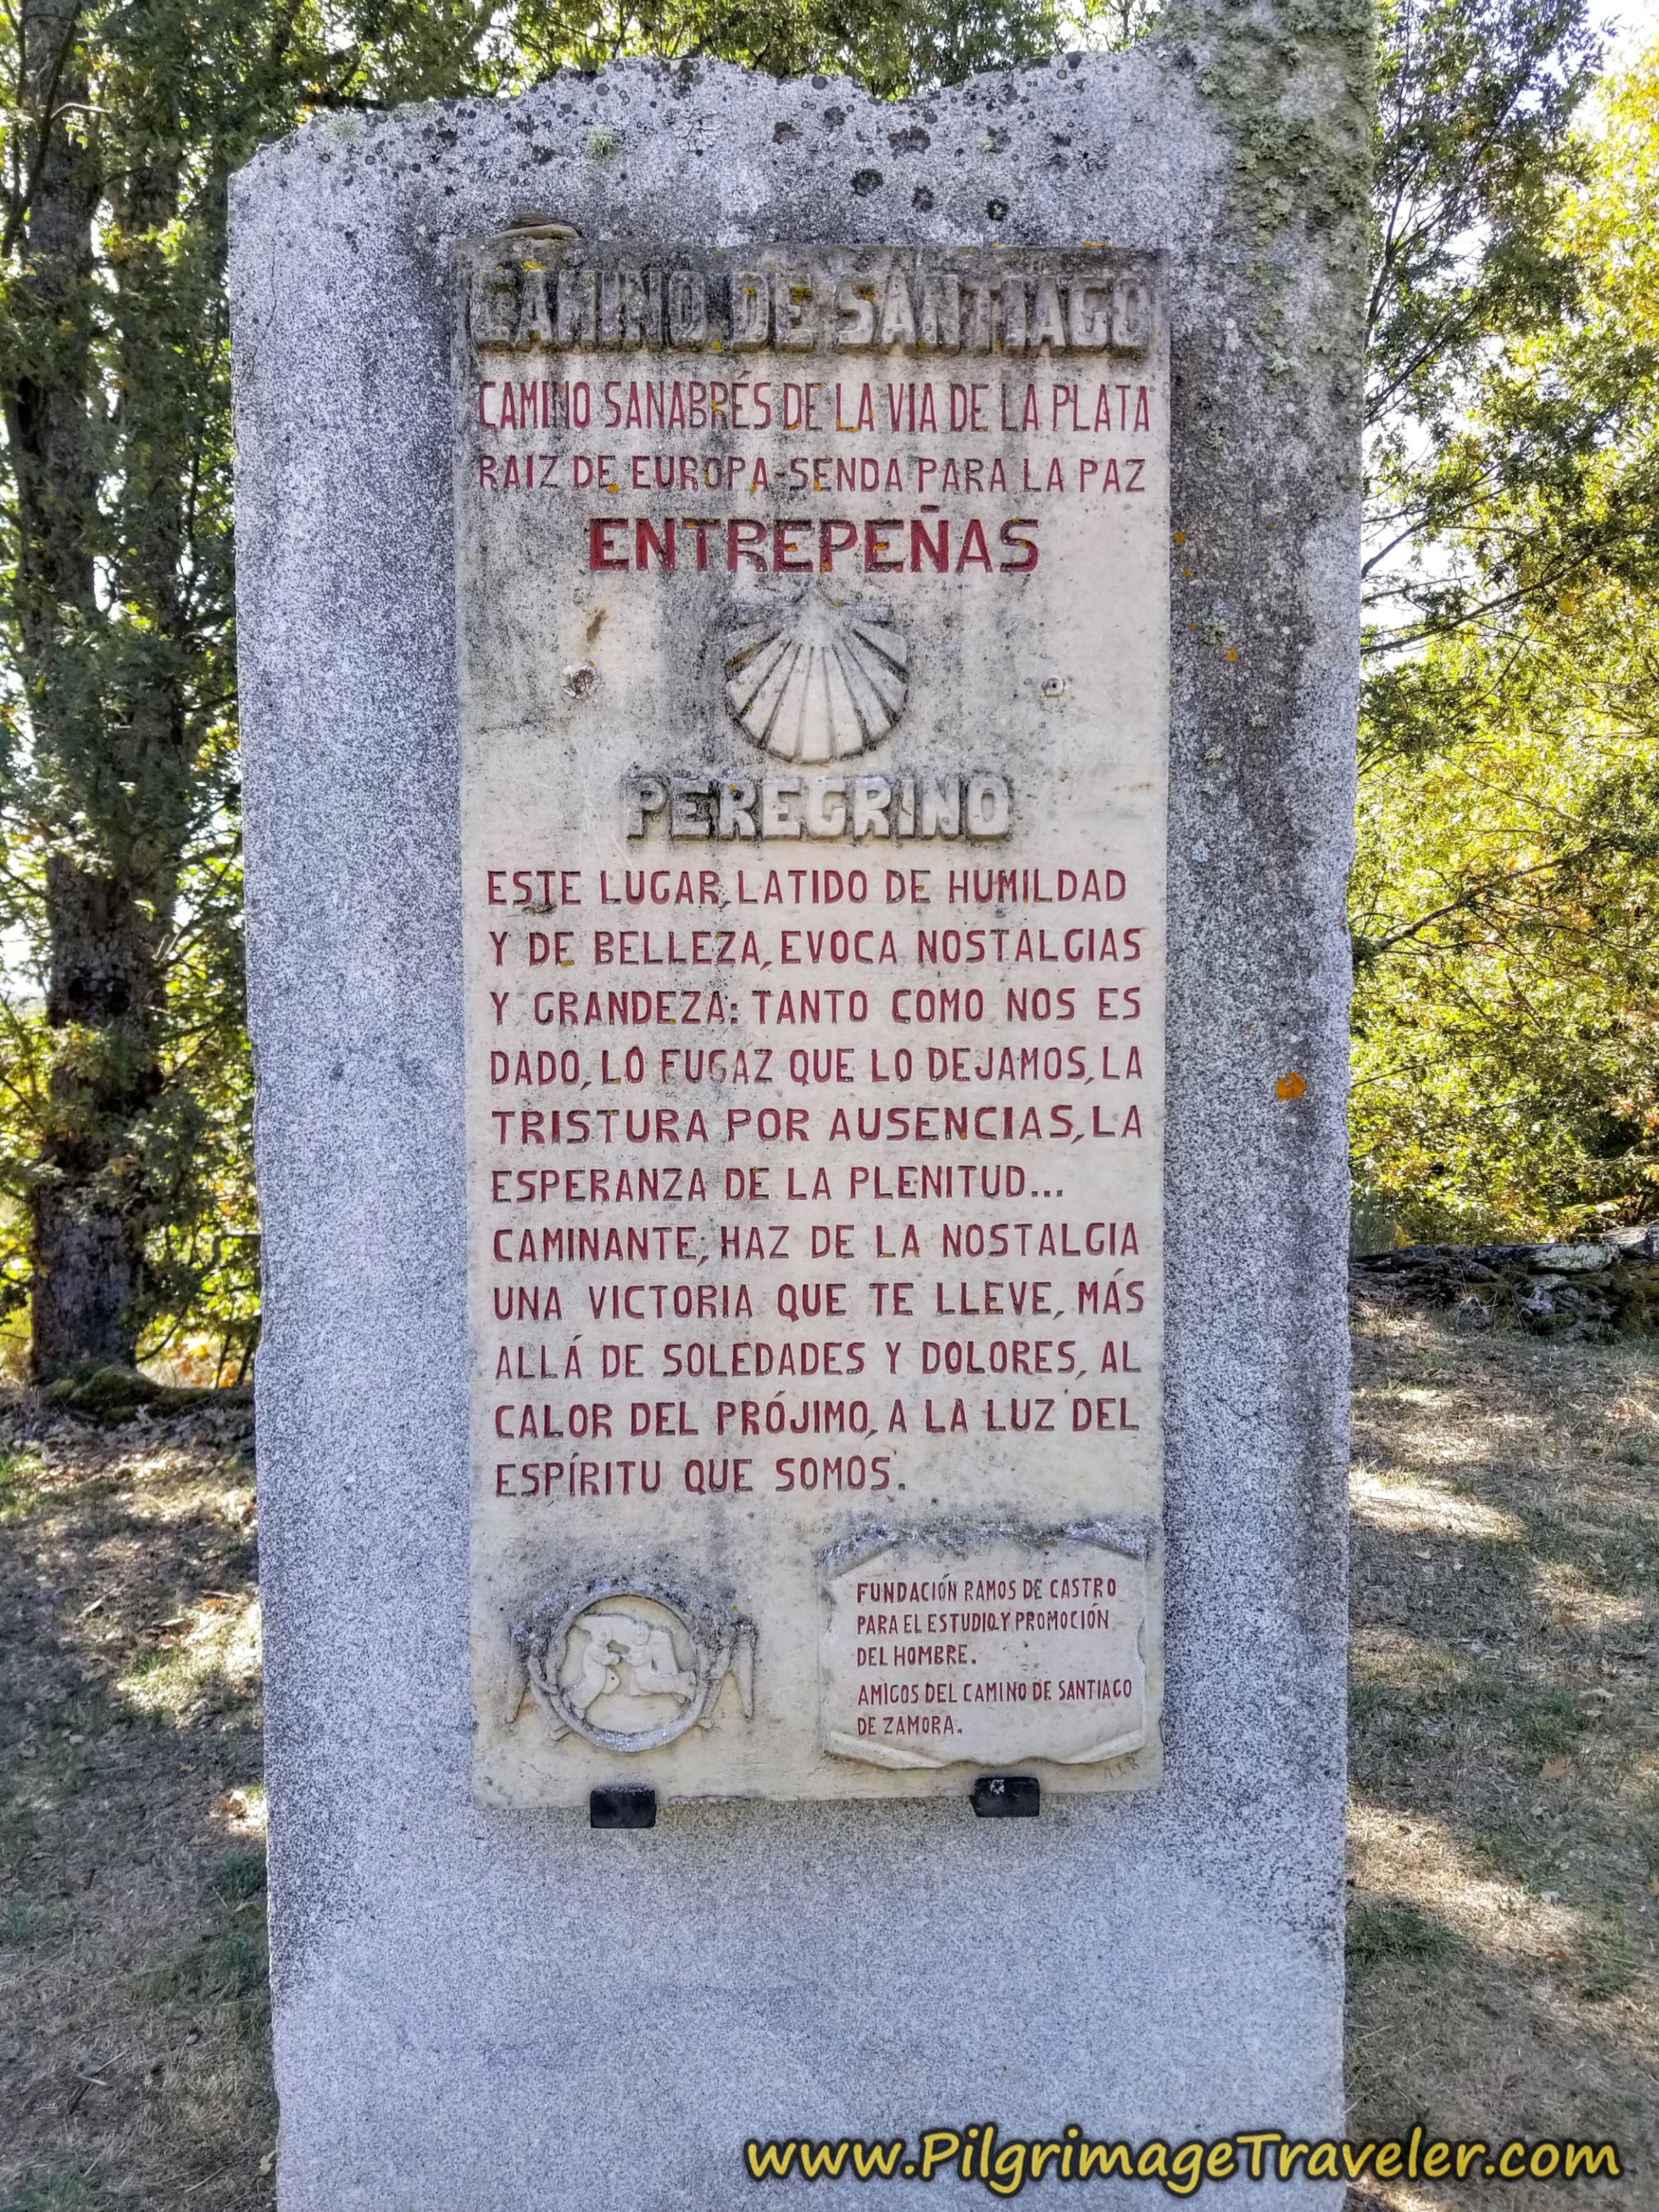 CAMINO DE SANTIAGO
CAMINO SANABRÉS DE LA VIA DE LA PLATA
RAIZ DE EUROPA-SENDA PARA LA PAZ
ENTREPEÑAS
PEREGRINO
ESTE LUGAR, LATIDO DE HUMILDAD
Y DE BELLEZA, EVOCA NOSTALGIAS
Y GRANDEZA: TANTO COMO NOS ES
DADO, LO FUGAZ QUE LO DEJAMOS, LA
TRISTURA POR AUSENCIAS, LA
ESPERANZA DE LA PLENITUD...
CAMINANTE, HAZ DE LA NOSTALGIA
UNA VICTORIA QUE TE LLEVE, MÁS
ALLÁ DE SOLEDADES Y DOLORES, AL
CALOR DEL PRÓJIMO, A LA LUZ DEL
ESPÍRITU QUE SOMOS.
FUNDACIÓN RAMOS DE CASTRO
PARA EL ESTUDIO Y PROMOCIÓN
DEL HOMBRE.
AMIGOS DEL CAMINO DE SANTIAGO
DE ZAMORA.
www.PilgrimageTraveler.com